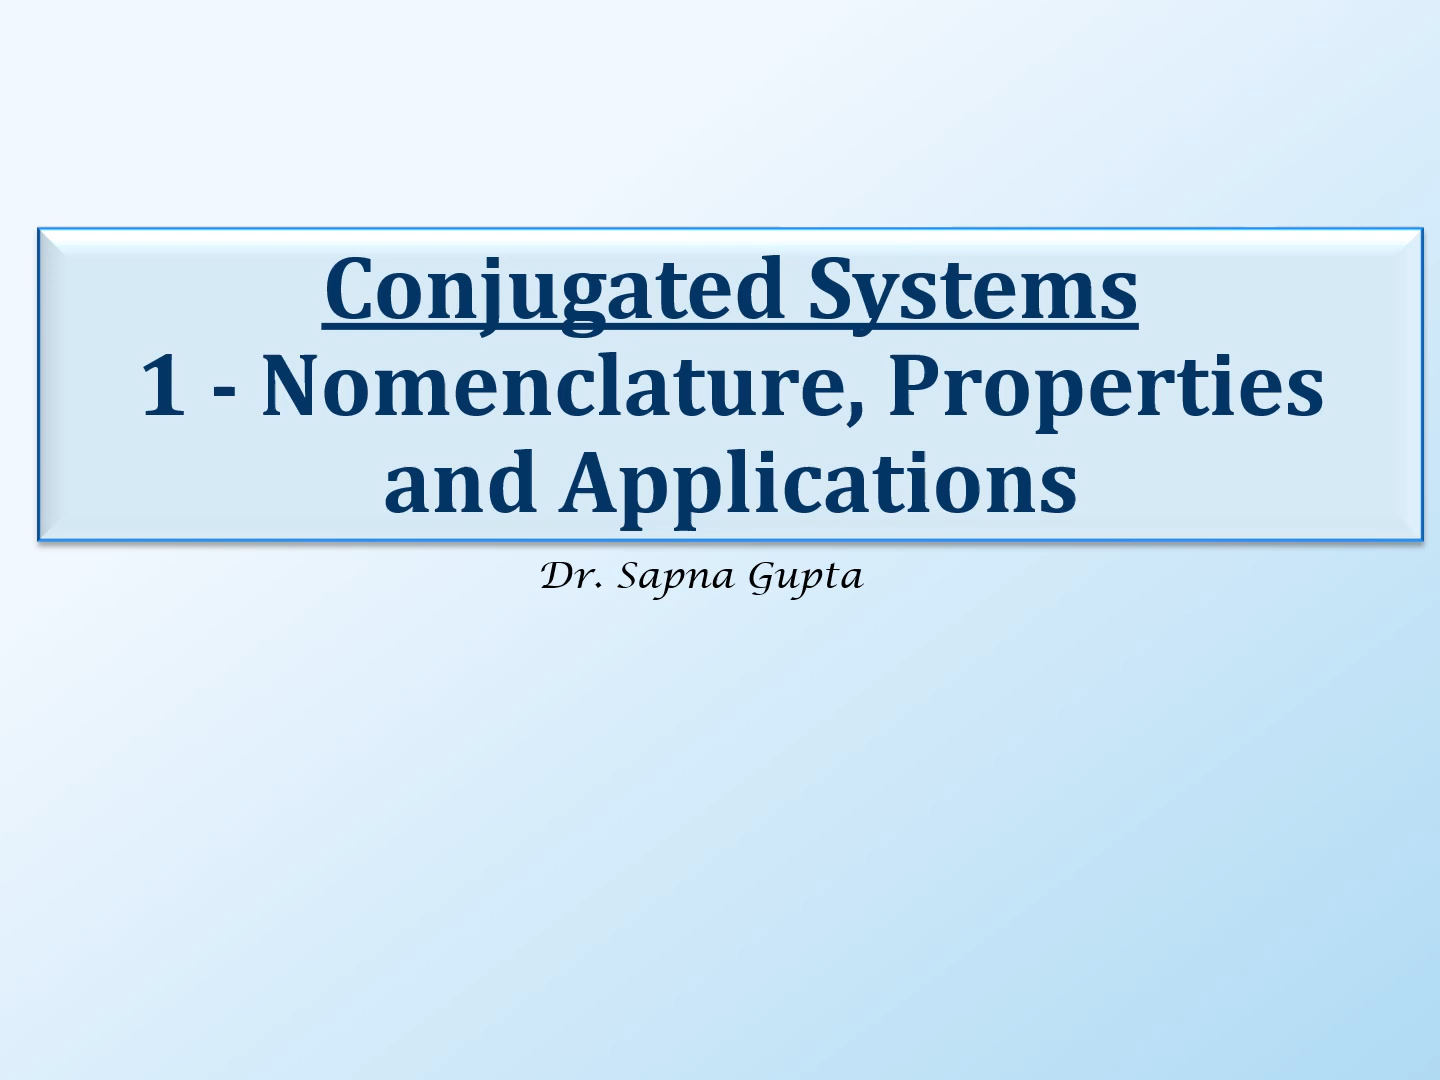 Conjugated Systems
1 - Nomenclature, Properties
and Applications
Dr. Sapna Gupta